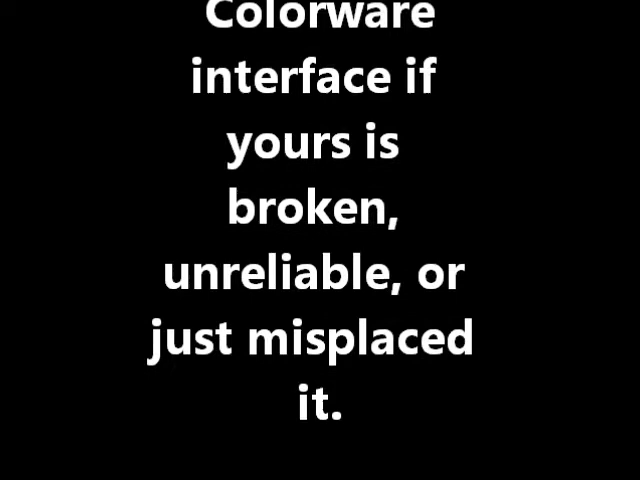 Colorware
interface if
yours is
broken,
unreliable, or
just misplaced
it.